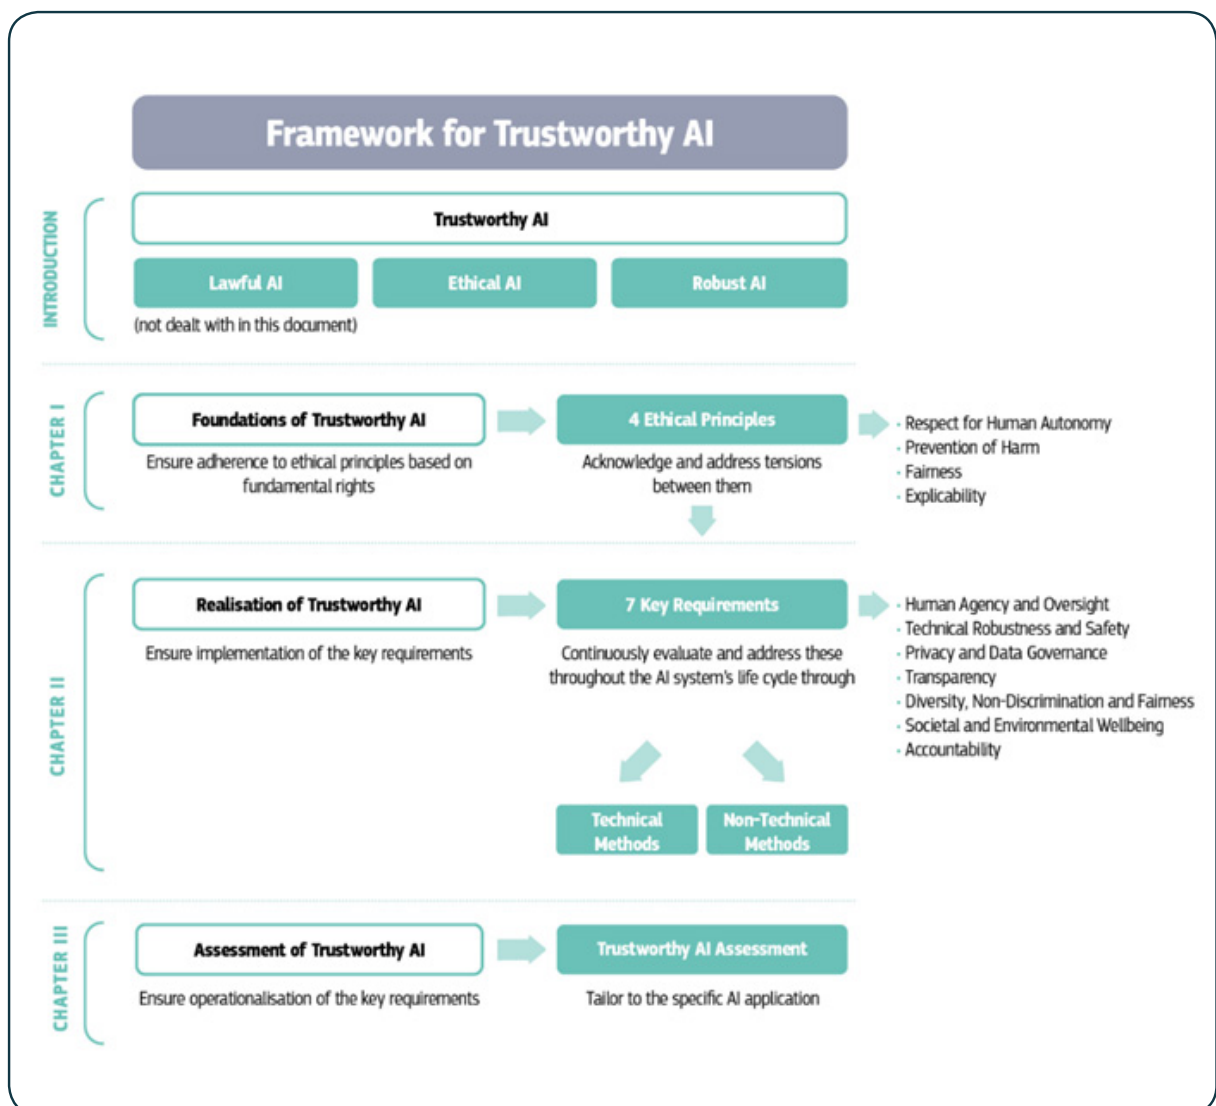 Framework for Trustworthy AI
INTRODUCTION
Trustworthy AI
Lawful AI
Ethical AI
Robust AI
(not dealt with in this document)
CHAPTER I
Foundations of Trustworthy AI
Ensure adherence to ethical principles based on
fundamental rights
4 Ethical Principles
Acknowledge and address tensions
between them
· Respect for Human Autonomy
· Prevention of Harm
· Fairness
· Explicability
CHAPTER II
Realisation of Trustworthy AI
Ensure implementation of the key requirements
7 Key Requirements
Continuously evaluate and address these
throughout the AI system's life cycle through
· Human Agency and Oversight
· Technical Robustness and Safety
· Privacy and Data Governance
· Transparency
· Diversity, Non-Discrimination and Fairness
· Societal and Environmental Wellbeing
· Accountability
Technical
Methods
Non-Technical
Methods
CHAPTER III
Assessment of Trustworthy AI
Ensure operationalisation of the key requirements
Trustworthy AI Assessment
Tailor to the specific AI application